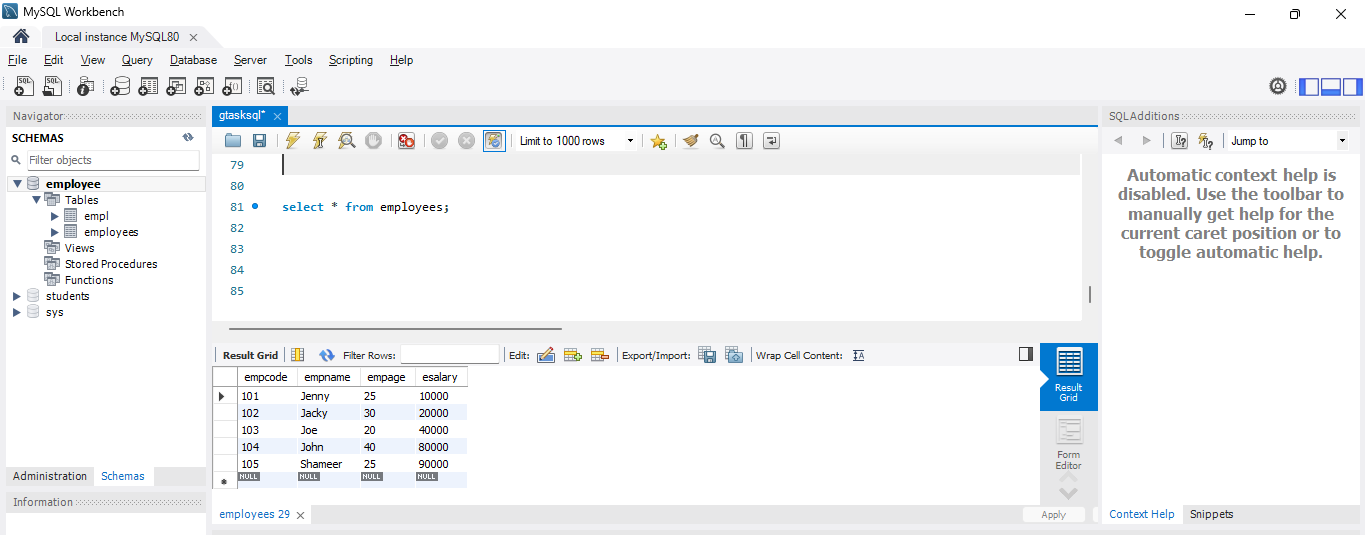 MySQL Workbench
Local instance MySQL80
File Edit View Query Database Server Tools Scripting Help
Navigator
SCHEMAS
Filter objects
employee
Tables
empl
employees
Views
Stored Procedures
Functions
students
sys
Administration Schemas
Information
gtasksql*
Limit to 1000 rows
79
80
81 select * from employees;
82
83
84
85
Result Grid Filter Rows: Edit: Export/Import: Wrap Cell Content:
empcode empname empage esalary
101 Jenny 25 10000
102 Jacky 30 20000
103 Joe 20 40000
104 John 40 80000
105 Shameer 25 90000
NULL NULL NULL NULL
Result
Grid
Form
Editor
employees 29
Apply
SQLAdditions
Jump to
Automatic context help is
disabled. Use the toolbar to
manually get help for the
current caret position or to
toggle automatic help.
Context Help Snippets